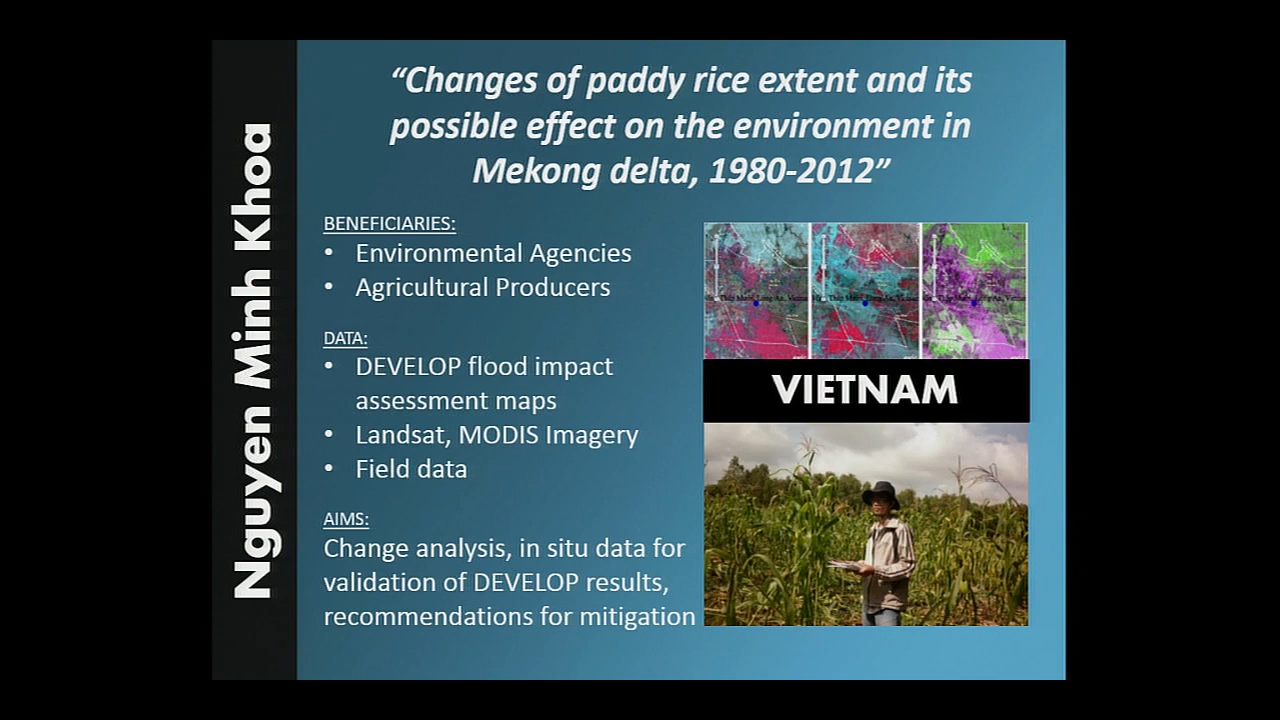 Nguyen Minh Khoa
“Changes of paddy rice extent and its
possible effect on the environment in
Mekong delta, 1980-2012”
BENEFICIARIES:
• Environmental Agencies
• Agricultural Producers
DATA:
• DEVELOP flood impact
assessment maps
• Landsat, MODIS Imagery
• Field data
AIMS:
Change analysis, in situ data for
validation of DEVELOP results,
recommendations for mitigation
VIETNAM